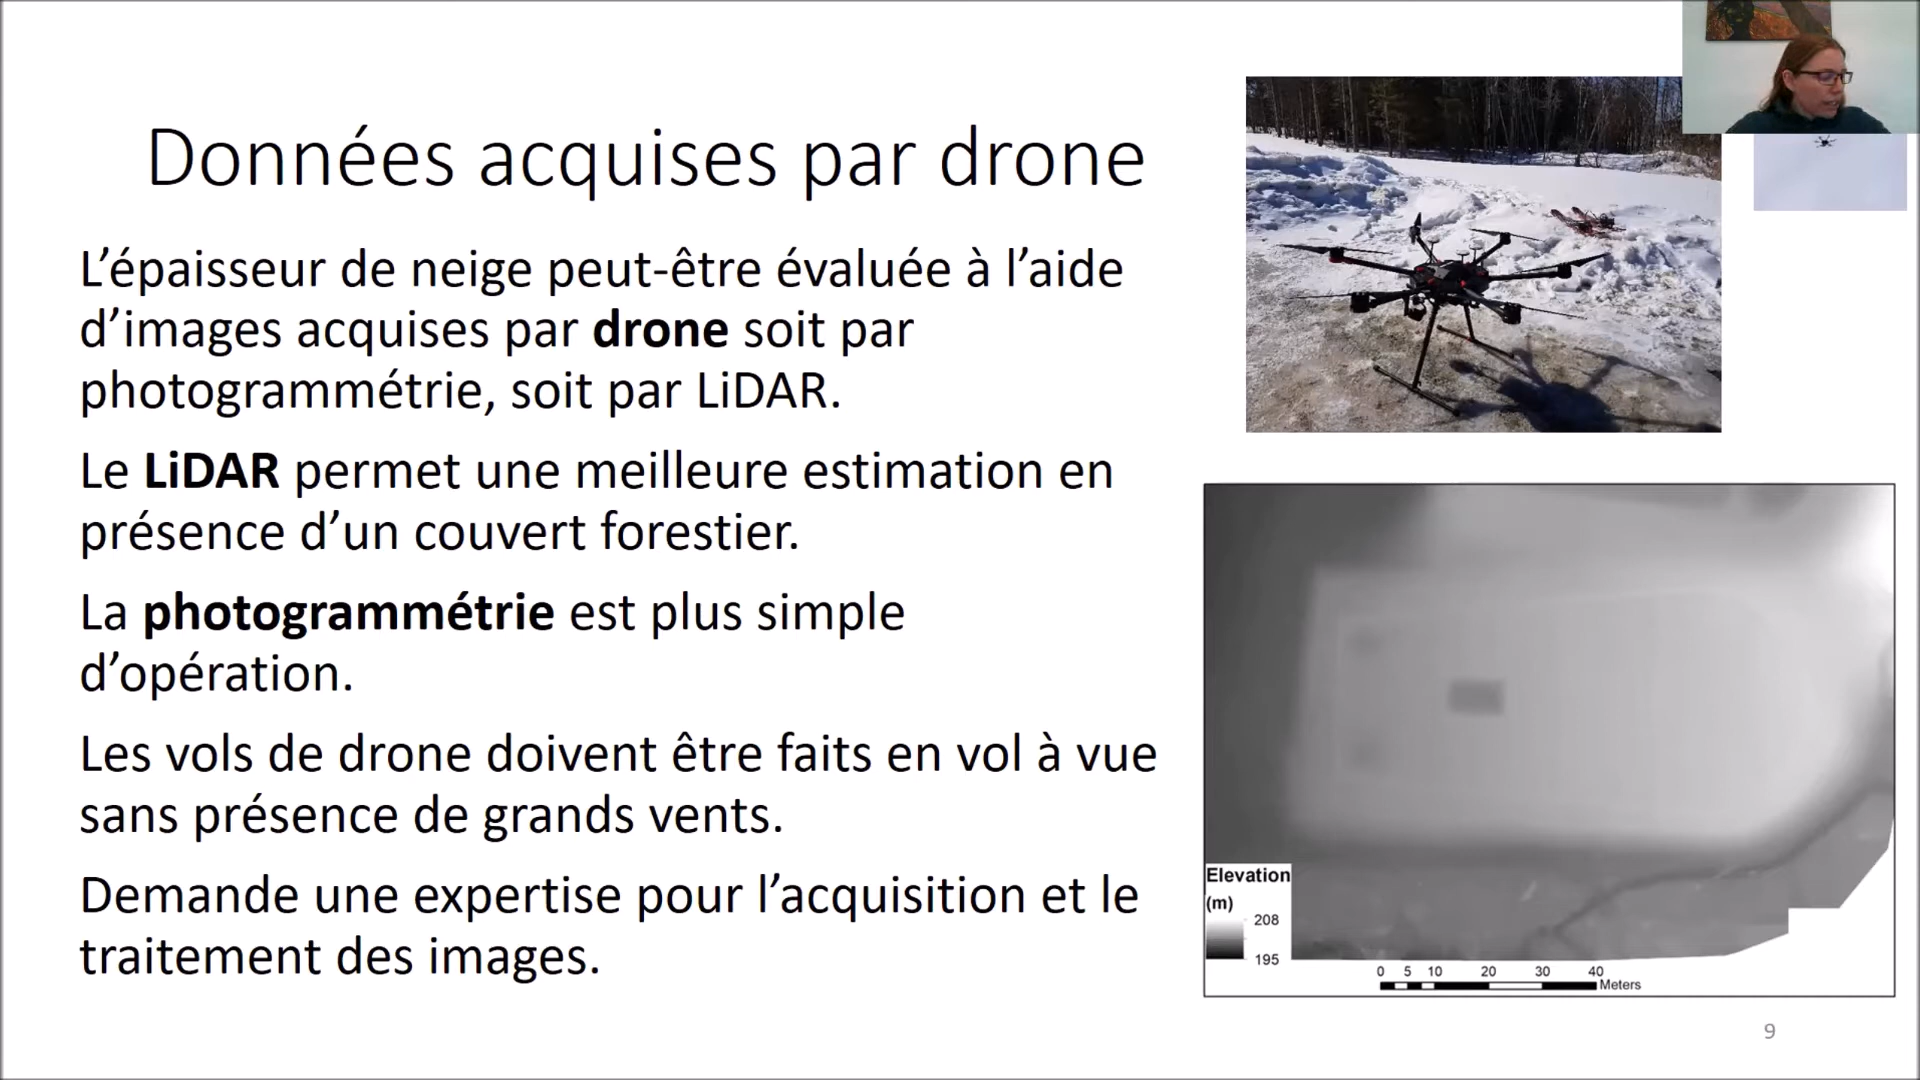 Données acquises par drone
L’épaisseur de neige peut-être évaluée à l’aide
d’images acquises par drone soit par
photogrammétrie, soit par LiDAR.
Le LiDAR permet une meilleure estimation en
présence d’un couvert forestier.
La photogrammétrie est plus simple
d’opération.
Les vols de drone doivent être faits en vol à vue
sans présence de grands vents.
Demande une expertise pour l’acquisition et le
traitement des images.
Elevation
(m)
208
195
0 5 10 20 30 40
Meters
9